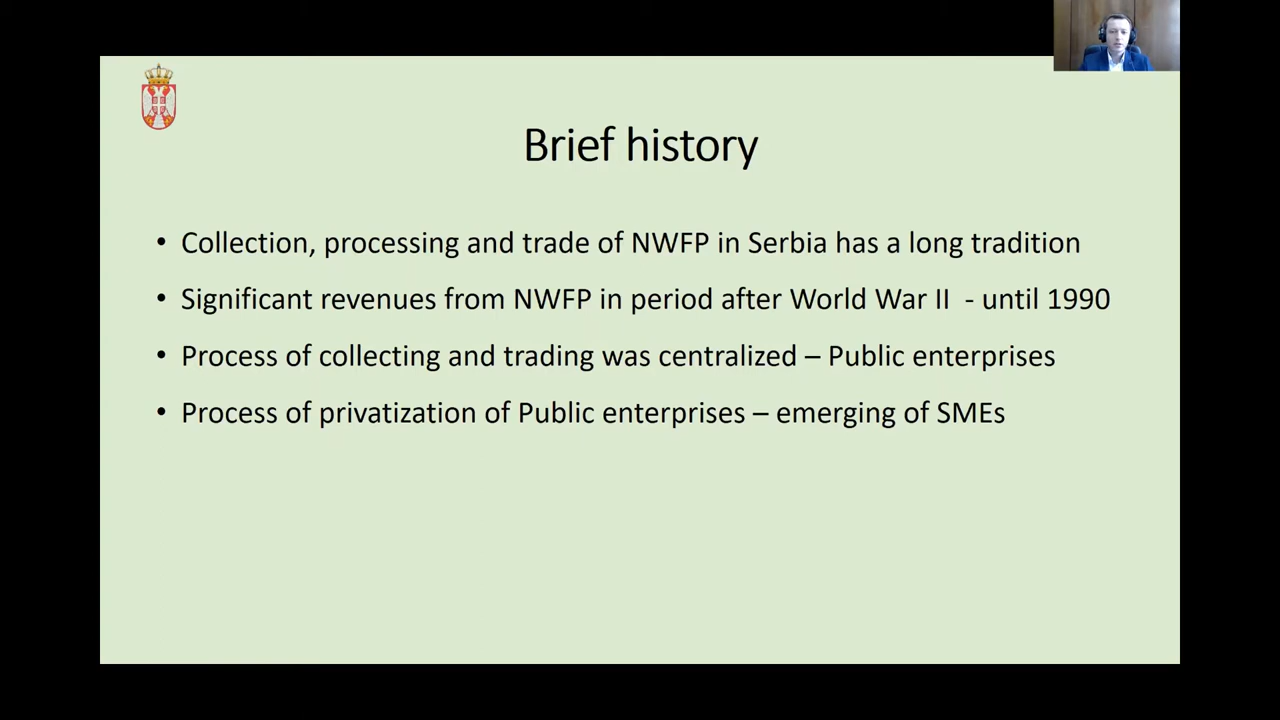 Brief history
• Collection, processing and trade of NWFP in Serbia has a long tradition
• Significant revenues from NWFP in period after World War II  - until 1990
• Process of collecting and trading was centralized – Public enterprises
• Process of privatization of Public enterprises – emerging of SMEs